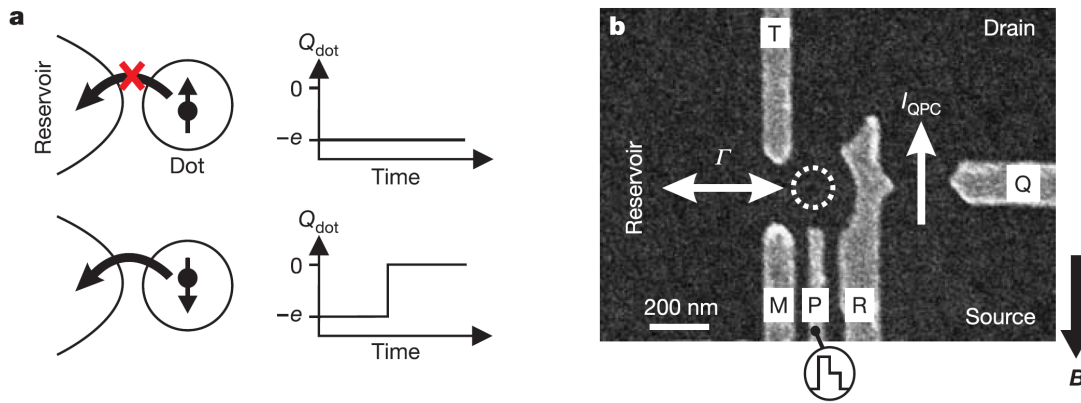 a
Reservoir
Dot
Q_dot
0
−e
Time
Q_dot
0
−e
Time
b
T
Drain
I_QPC
Γ
Reservoir
Q
M
P
R
200 nm
Source
B